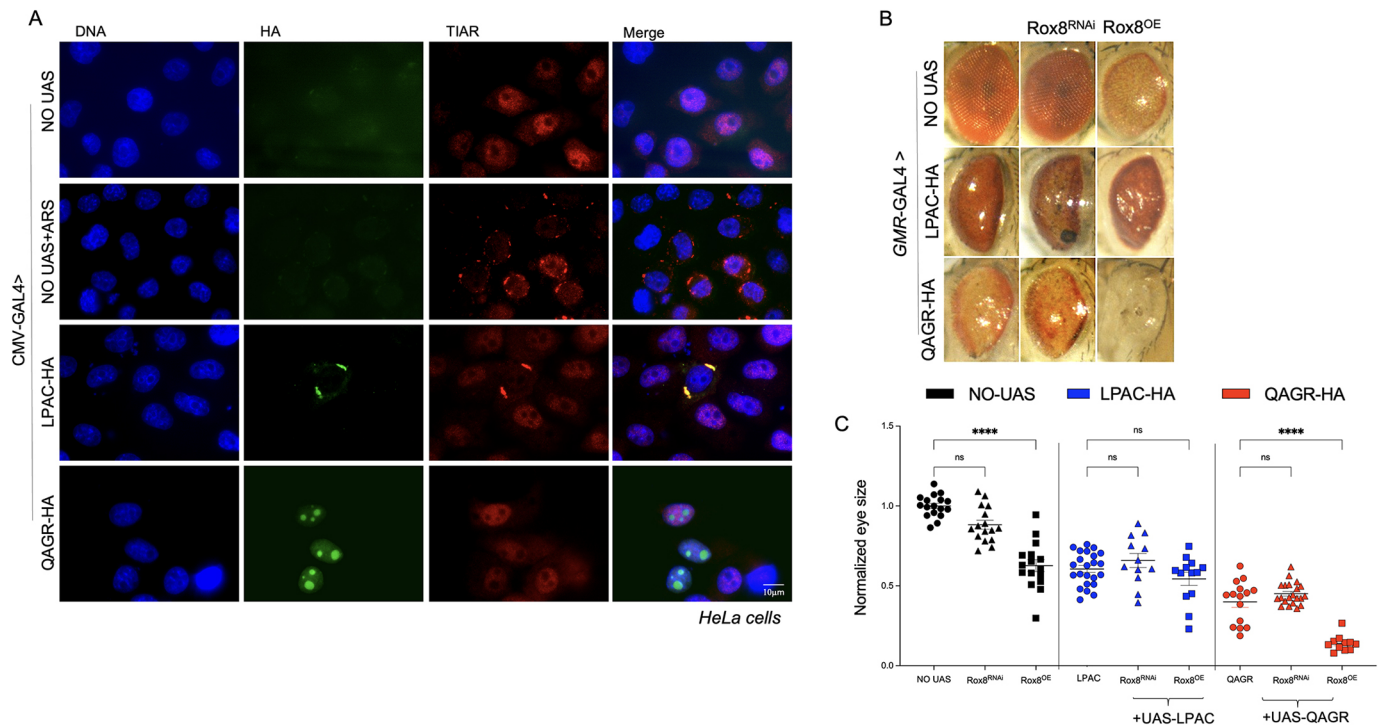 A
DNA HA TIAR Merge
CMV-GAL4>
NO UAS
NO UAS+ARS
LPAC-HA
QAGR-HA
10μm
HeLa cells
B
Rox8RNAi Rox8OE
GMR-GAL4 >
NO UAS
LPAC-HA
QAGR-HA
NO-UAS LPAC-HA QAGR-HA
C
Normalized eye size
1.5
1.0
0.5
0.0
**** ns ****
ns ns ns
NO UAS Rox8RNAi Rox8OE LPAC Rox8RNAi Rox8OE QAGR Rox8RNAi Rox8OE
+UAS-LPAC +UAS-QAGR